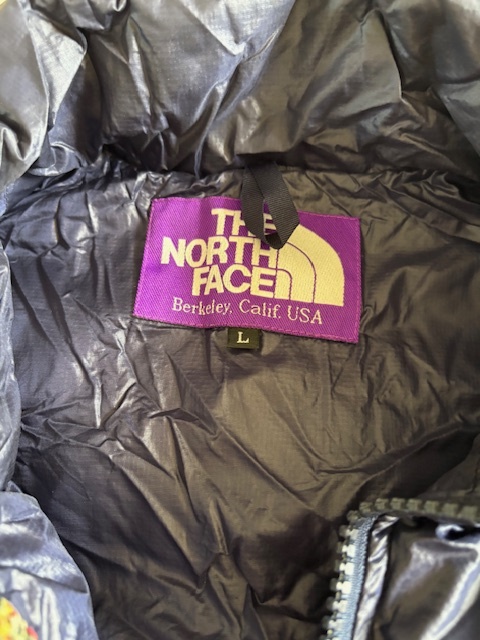 THE
NORTH
FACE
Berkeley, Calif. USA
L